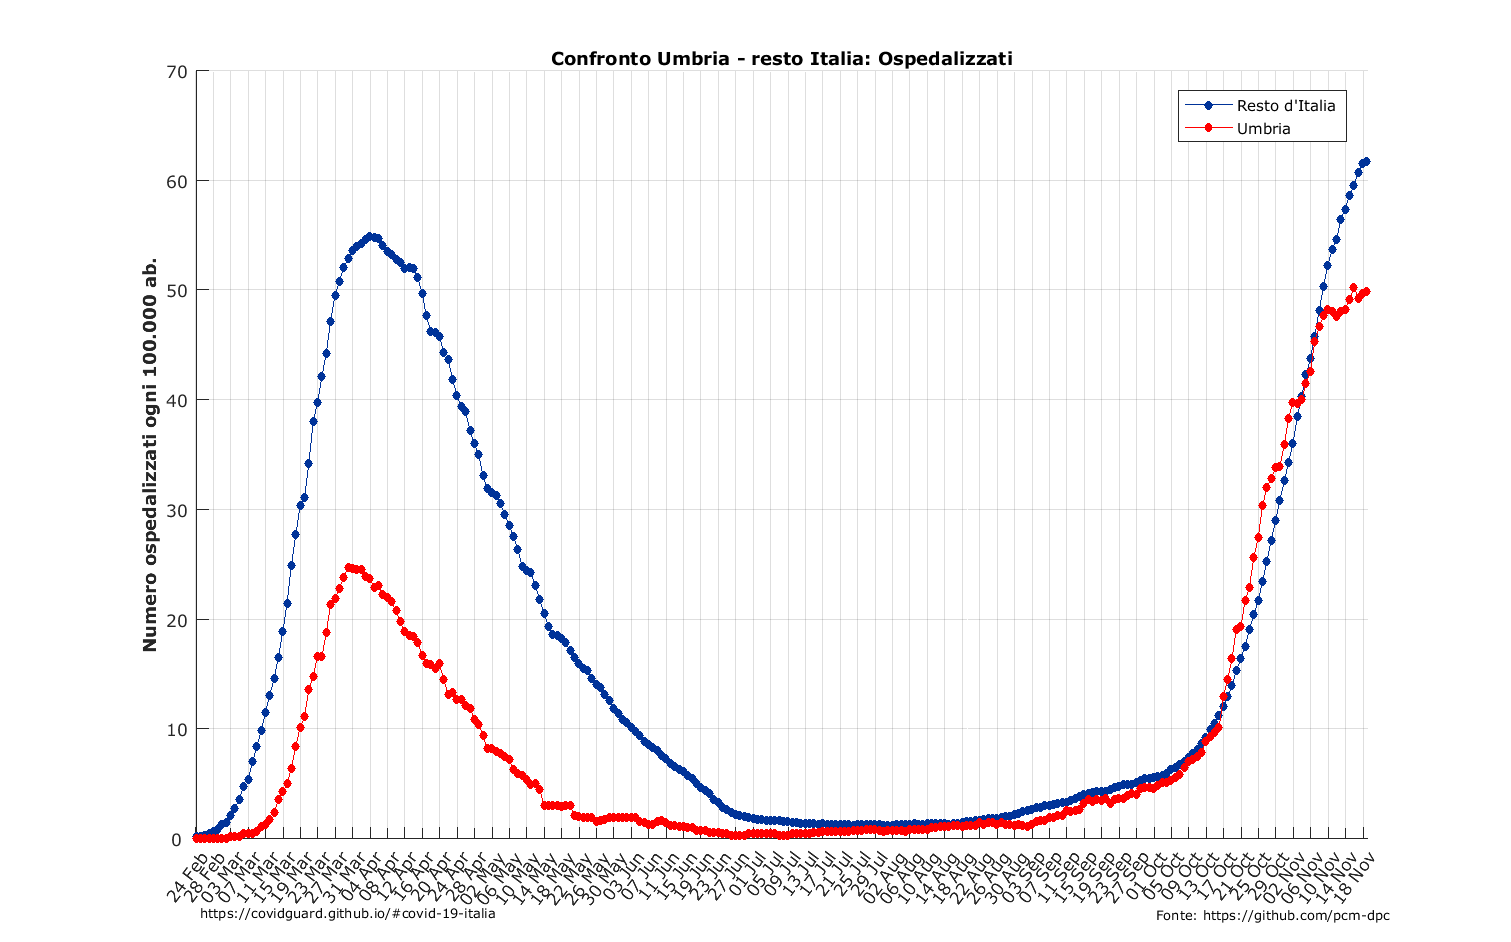 Confronto Umbria - resto Italia: Ospedalizzati
Numero ospedalizzati ogni 100.000 ab.
70
60
50
40
30
20
10
0
Resto d'Italia
Umbria
24 Feb
28 Feb
03 Mar
07 Mar
11 Mar
15 Mar
19 Mar
23 Mar
27 Mar
31 Mar
04 Apr
08 Apr
12 Apr
16 Apr
20 Apr
24 Apr
28 Apr
02 May
06 May
10 May
14 May
18 May
22 May
26 May
30 May
03 Jun
07 Jun
11 Jun
15 Jun
19 Jun
23 Jun
27 Jun
01 Jul
05 Jul
09 Jul
13 Jul
17 Jul
21 Jul
25 Jul
29 Jul
02 Aug
06 Aug
10 Aug
14 Aug
18 Aug
22 Aug
26 Aug
30 Aug
03 Sep
07 Sep
11 Sep
15 Sep
19 Sep
23 Sep
27 Sep
01 Oct
05 Oct
09 Oct
13 Oct
17 Oct
21 Oct
25 Oct
29 Oct
02 Nov
06 Nov
10 Nov
14 Nov
18 Nov
https://covidguard.github.io/#covid-19-italia
Fonte: https://github.com/pcm-dpc